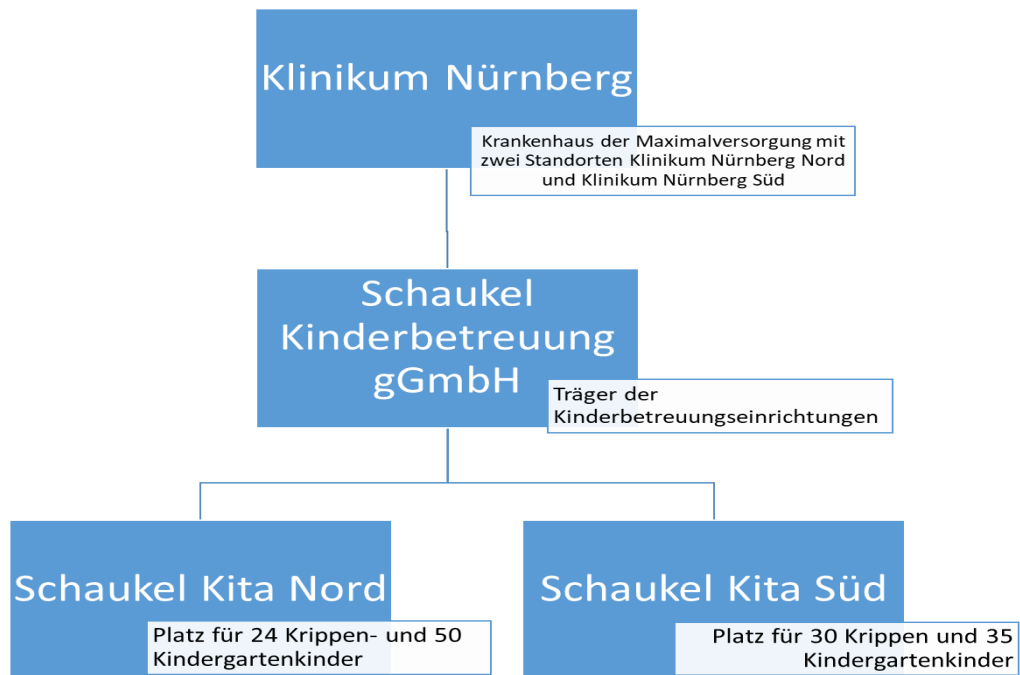 Klinikum Nürnberg
Krankenhaus der Maximalversorgung mit
zwei Standorten Klinikum Nürnberg Nord
und Klinikum Nürnberg Süd
Schaukel
Kinderbetreuung
gGmbH
Träger der
Kinderbetreuungseinrichtungen
Schaukel Kita Nord
Platz für 24 Krippen- und 50
Kindergartenkinder
Schaukel Kita Süd
Platz für 30 Krippen und 35
Kindergartenkinder